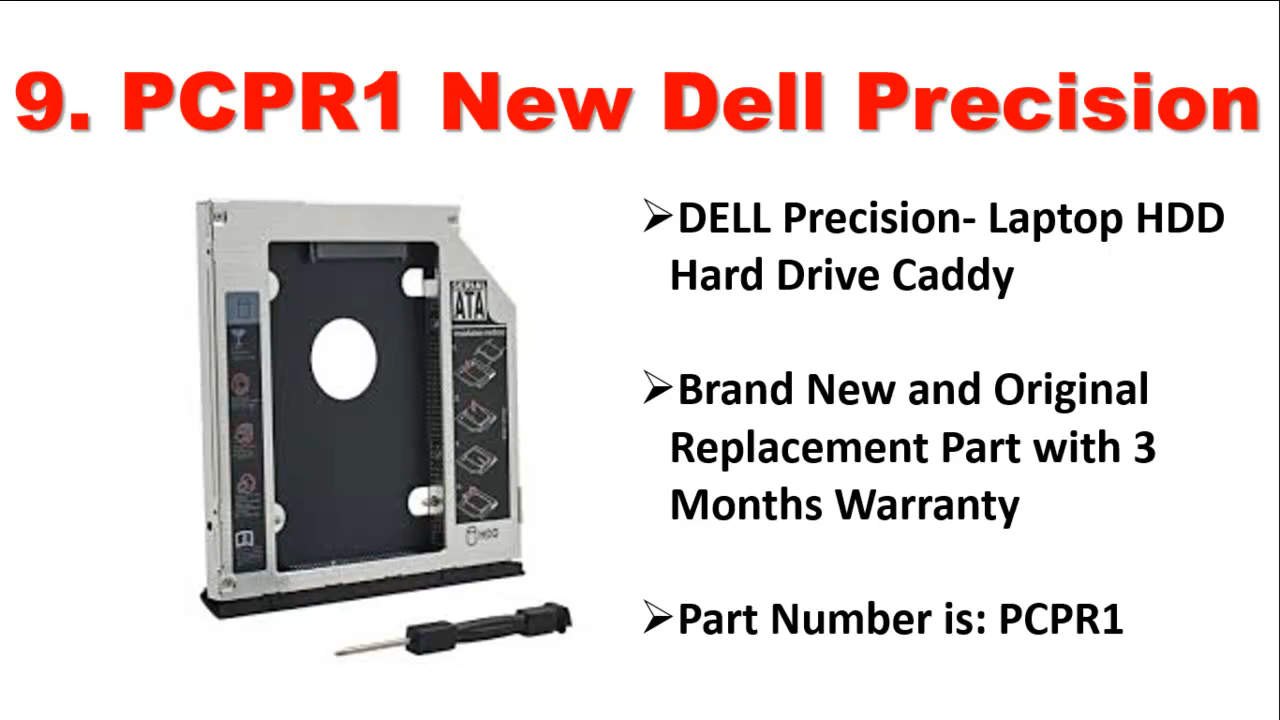 9. PCPR1 New Dell Precision
➢DELL Precision- Laptop HDD
Hard Drive Caddy
➢Brand New and Original
Replacement Part with 3
Months Warranty
➢Part Number is: PCPR1
SERIAL
ATA
HDD